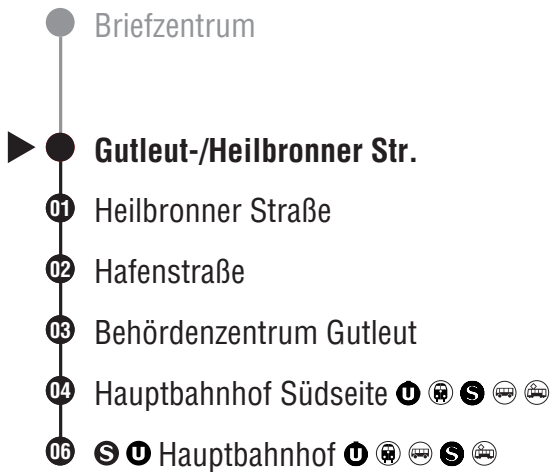 Briefzentrum
Gutleut-/Heilbronner Str.
01 Heilbronner Straße
02 Hafenstraße
03 Behördenzentrum Gutleut
04 Hauptbahnhof Südseite U S
06 S U Hauptbahnhof U S